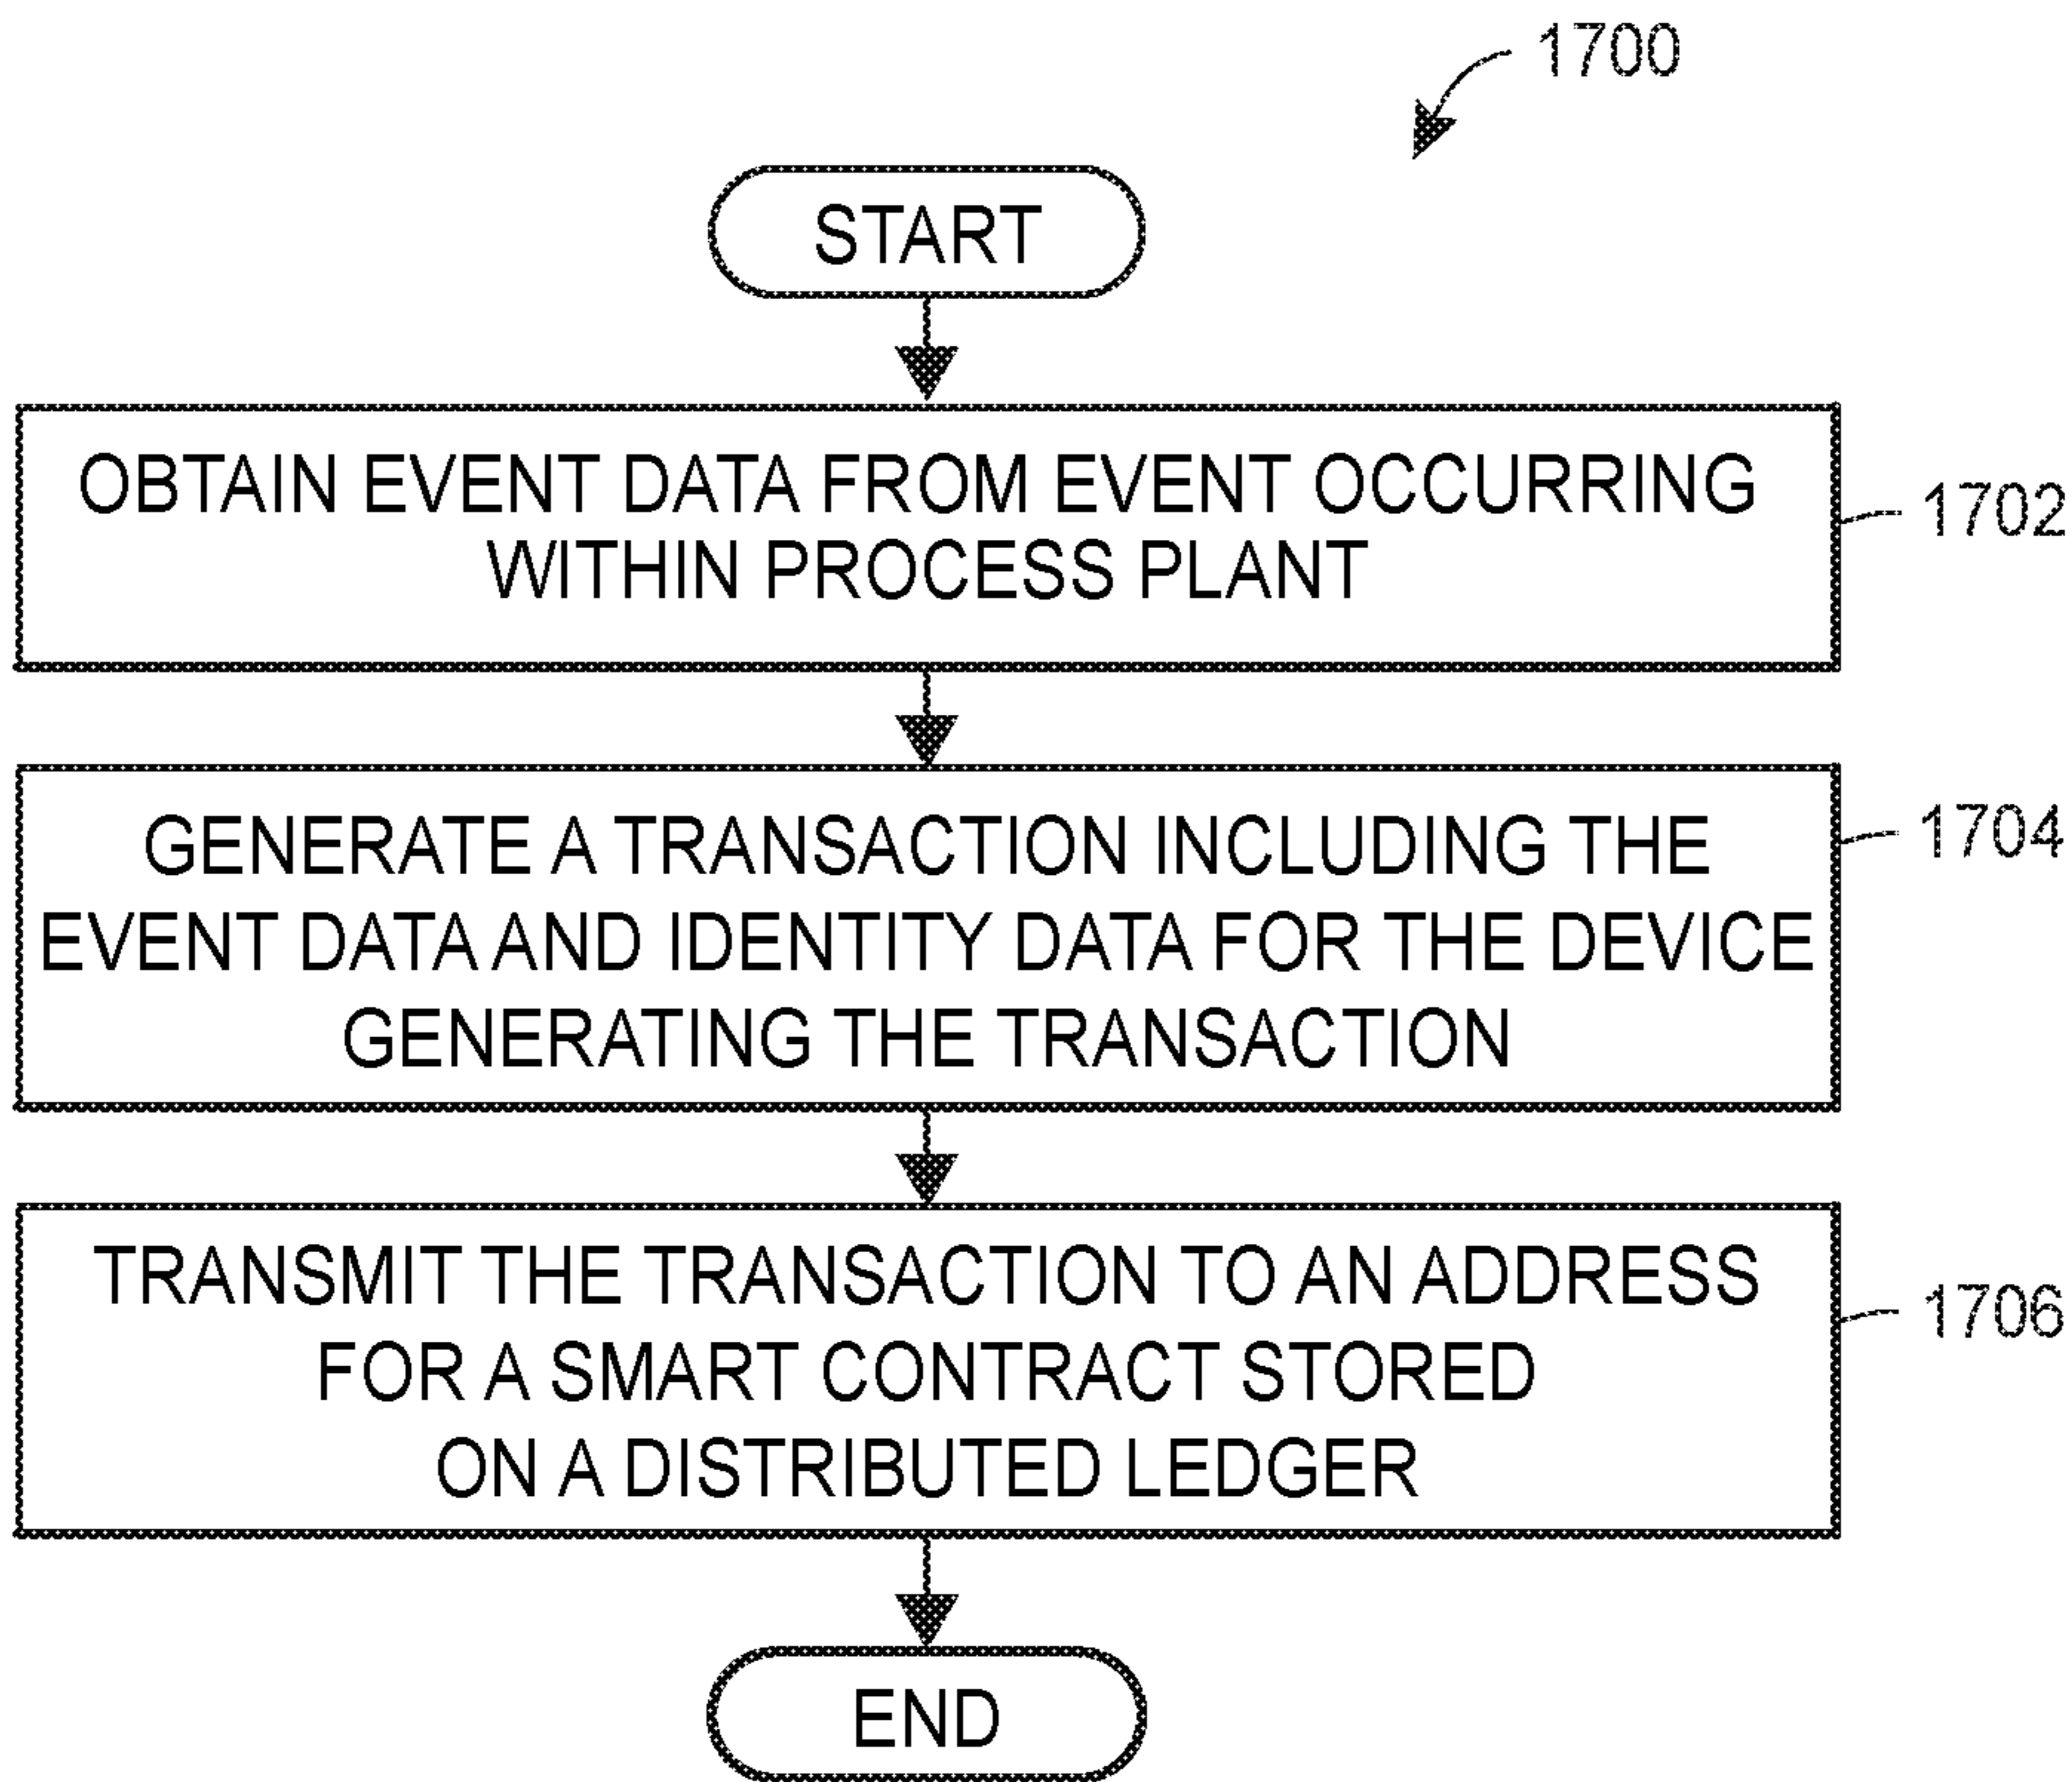 1700
START
OBTAIN EVENT DATA FROM EVENT OCCURRING
WITHIN PROCESS PLANT
1702
GENERATE A TRANSACTION INCLUDING THE
EVENT DATA AND IDENTITY DATA FOR THE DEVICE
GENERATING THE TRANSACTION
1704
TRANSMIT THE TRANSACTION TO AN ADDRESS
FOR A SMART CONTRACT STORED
ON A DISTRIBUTED LEDGER
1706
END